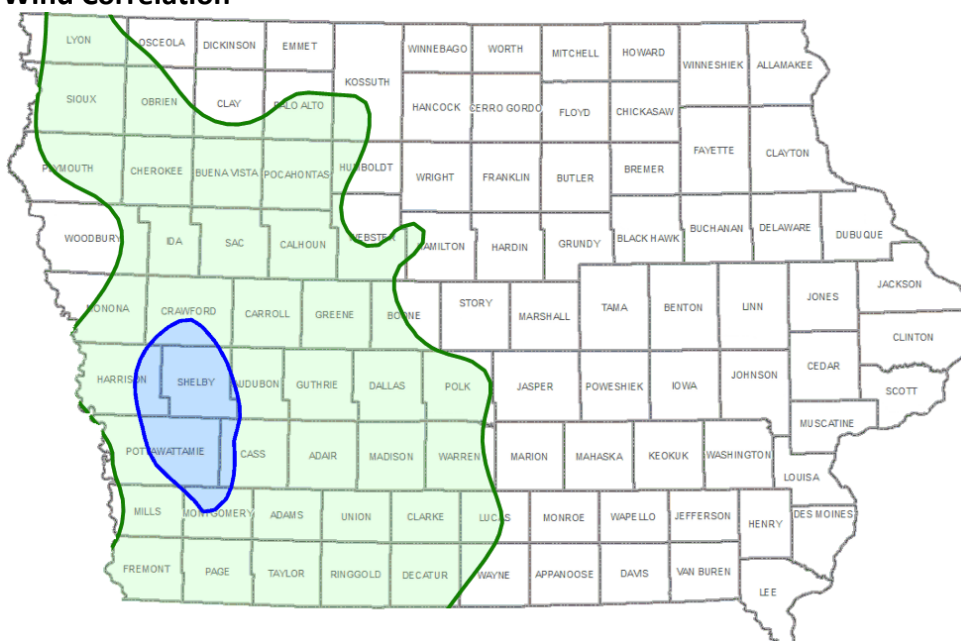 Wind Correlation
LYON OSCEOLA DICKINSON EMMET WINNEBAGO WORTH MITCHELL HOWARD WINNESHIEK ALLAMAKEE
KOSSUTH
SIOUX OBRIEN CLAY PALO ALTO HANCOCK CERRO GORDO FLOYD CHICKASAW
PLYMOUTH CHEROKEE BUENA VISTA POCAHONTAS HUMBOLDT WRIGHT FRANKLIN BUTLER BREMER FAYETTE CLAYTON
WOODBURY IDA SAC CALHOUN WEBSTER HAMILTON HARDIN GRUNDY BLACK HAWK BUCHANAN DELAWARE DUBUQUE
MONONA CRAWFORD CARROLL GREENE BOONE STORY MARSHALL TAMA BENTON LINN JONES JACKSON
CLINTON
HARRISON SHELBY AUDUBON GUTHRIE DALLAS POLK JASPER POWESHIEK IOWA JOHNSON CEDAR SCOTT
MUSCATINE
POTTAWATTAMIE CASS ADAIR MADISON WARREN MARION MAHASKA KEOKUK WASHINGTON LOUISA
MILLS MONTGOMERY ADAMS UNION CLARKE LUCAS MONROE WAPELLO JEFFERSON HENRY DES MOINES
FREMONT PAGE TAYLOR RINGGOLD DECATUR WAYNE APPANOOSE DAVIS VAN BUREN LEE